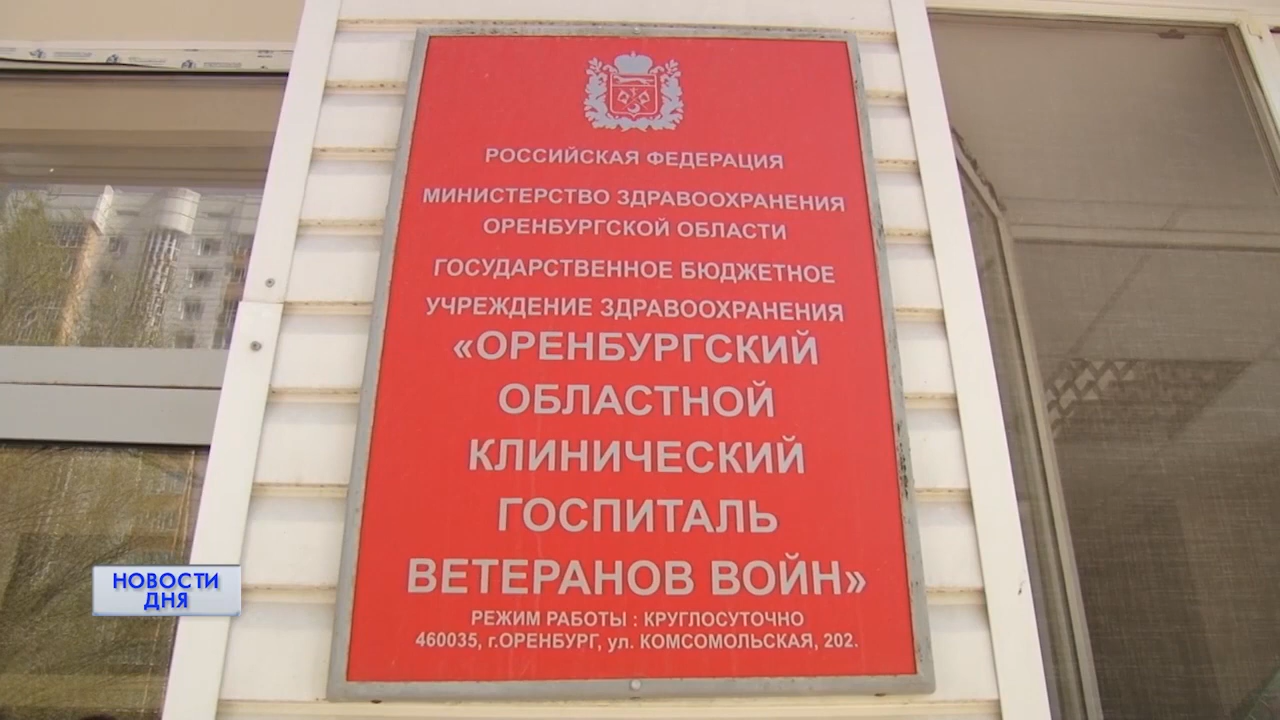 РОССИЙСКАЯ ФЕДЕРАЦИЯ
МИНИСТЕРСТВО ЗДРАВООХРАНЕНИЯ
ОРЕНБУРГСКОЙ ОБЛАСТИ
ГОСУДАРСТВЕННОЕ БЮДЖЕТНОЕ
УЧРЕЖДЕНИЕ ЗДРАВООХРАНЕНИЯ
«ОРЕНБУРГСКИЙ
ОБЛАСТНОЙ
КЛИНИЧЕСКИЙ
ГОСПИТАЛЬ
ВЕТЕРАНОВ ВОЙН»
РЕЖИМ РАБОТЫ : КРУГЛОСУТОЧНО
460035, г.ОРЕНБУРГ, ул. КОМСОМОЛЬСКАЯ, 202.
НОВОСТИ
ДНЯ